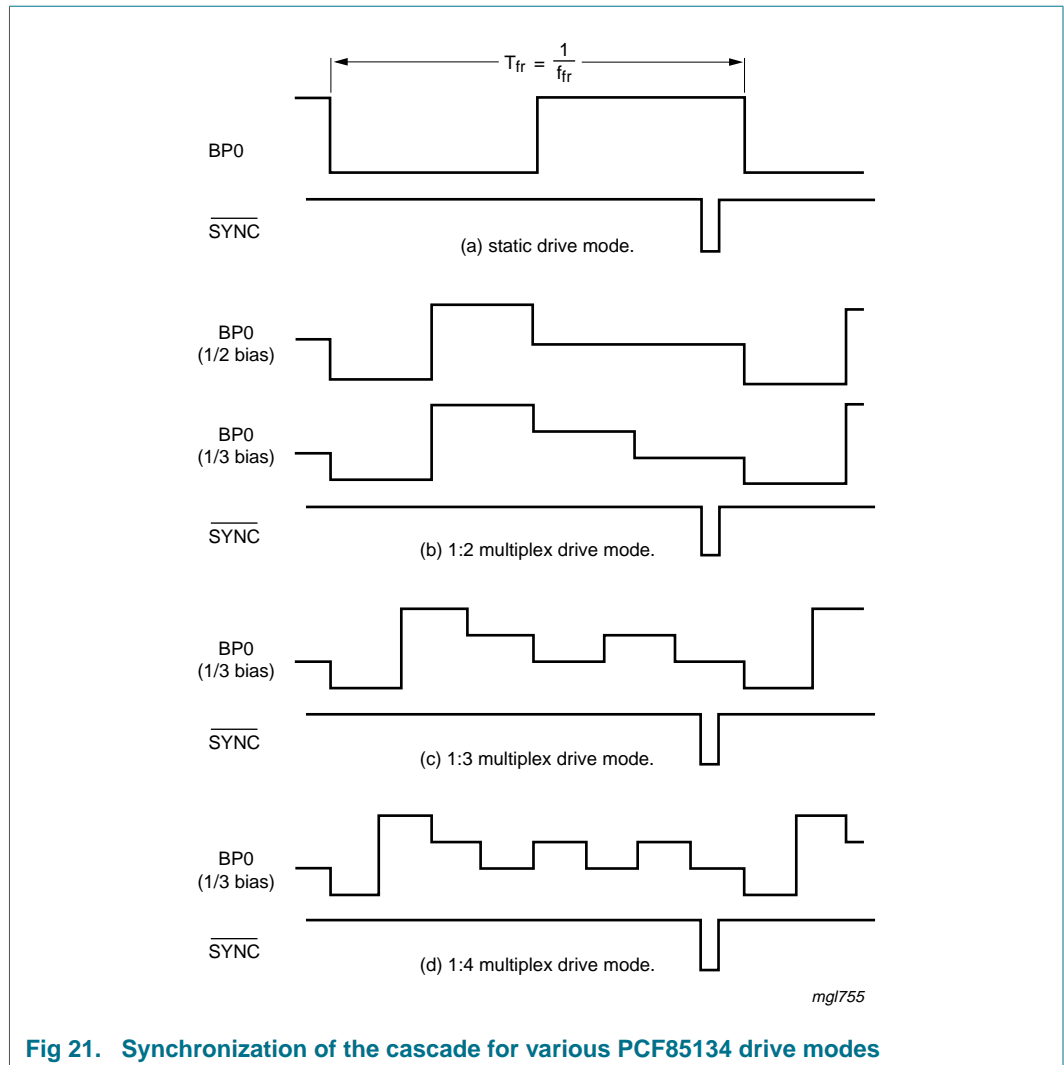 Tfr = 1/ffr
BP0
SYNC
(a) static drive mode.
BP0
(1/2 bias)
BP0
(1/3 bias)
SYNC
(b) 1:2 multiplex drive mode.
BP0
(1/3 bias)
SYNC
(c) 1:3 multiplex drive mode.
BP0
(1/3 bias)
SYNC
(d) 1:4 multiplex drive mode.
mgl755
Fig 21. Synchronization of the cascade for various PCF85134 drive modes